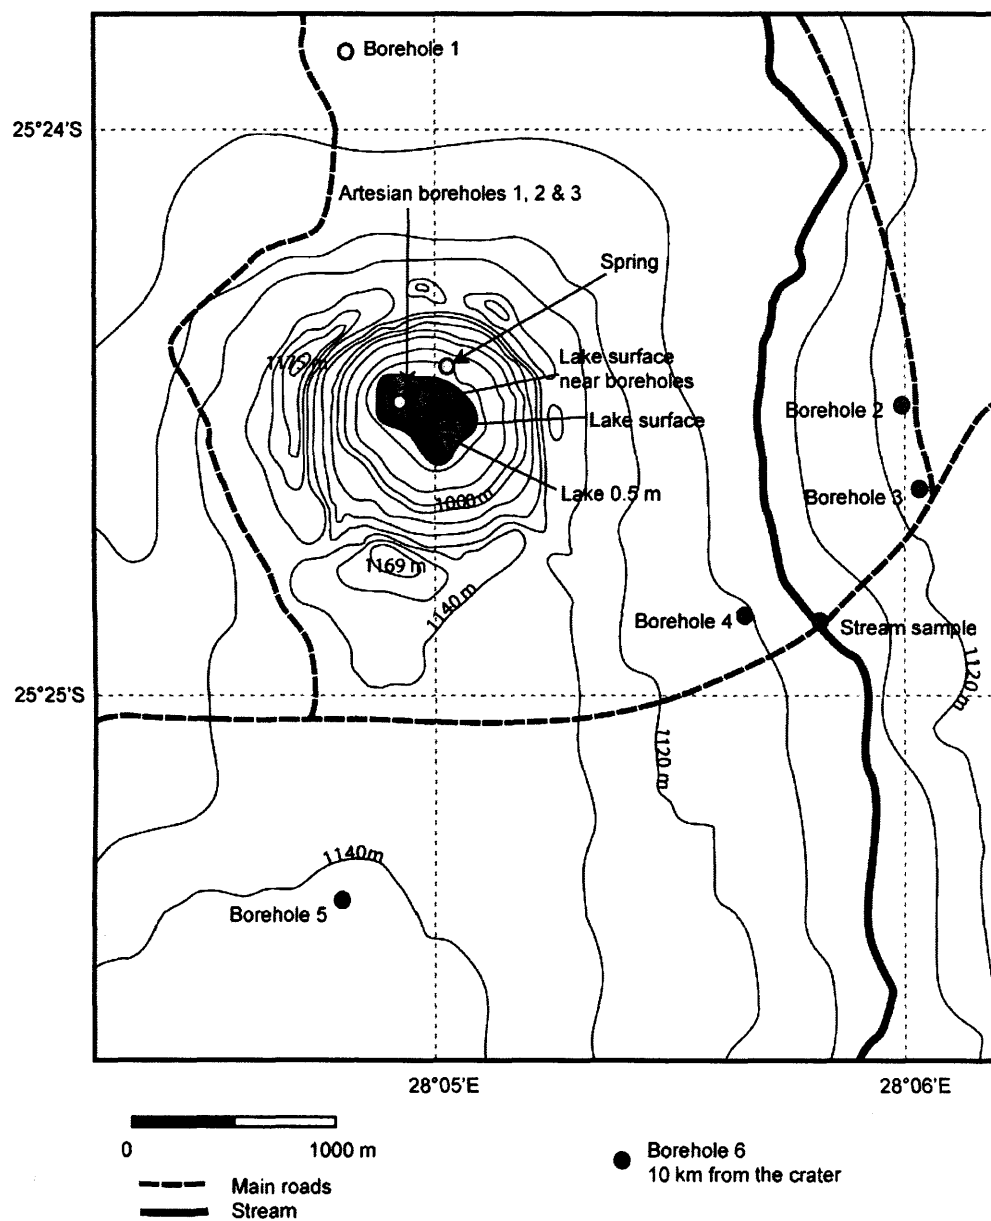 Borehole 1
25°24'S
Artesian boreholes 1, 2 & 3
Spring
1175 m
Lake surface
near boreholes
Lake surface
Borehole 2
Borehole 3
Lake 0.5 m
1000 m
1169 m
1140 m
Borehole 4
Stream sample
25°25'S
1120 m
1120 m
1140m
Borehole 5
28°05'E
28°06'E
0
1000 m
Main roads
Stream
Borehole 6
10 km from the crater